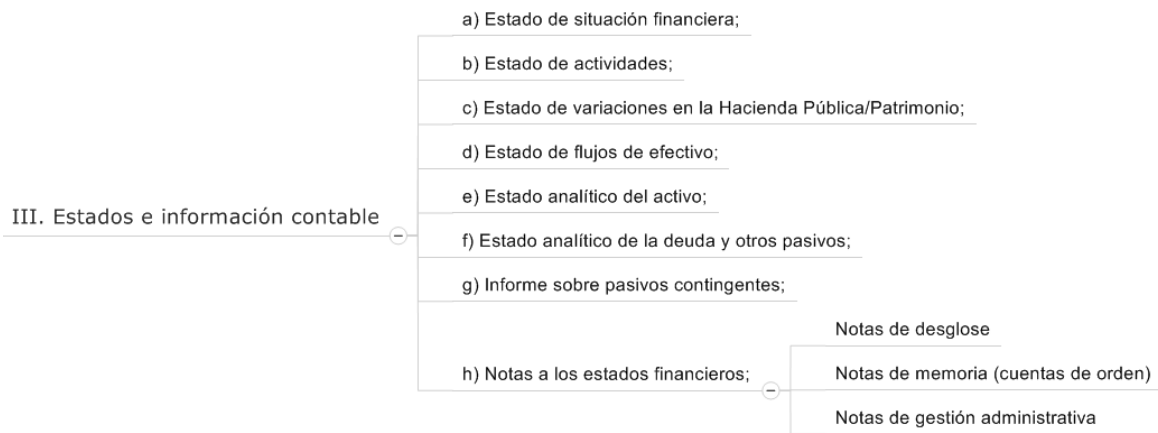 a) Estado de situación financiera;
b) Estado de actividades;
c) Estado de variaciones en la Hacienda Pública/Patrimonio;
d) Estado de flujos de efectivo;
e) Estado analítico del activo;
III. Estados e información contable
f) Estado analítico de la deuda y otros pasivos;
g) Informe sobre pasivos contingentes;
h) Notas a los estados financieros;
Notas de desglose
Notas de memoria (cuentas de orden)
Notas de gestión administrativa